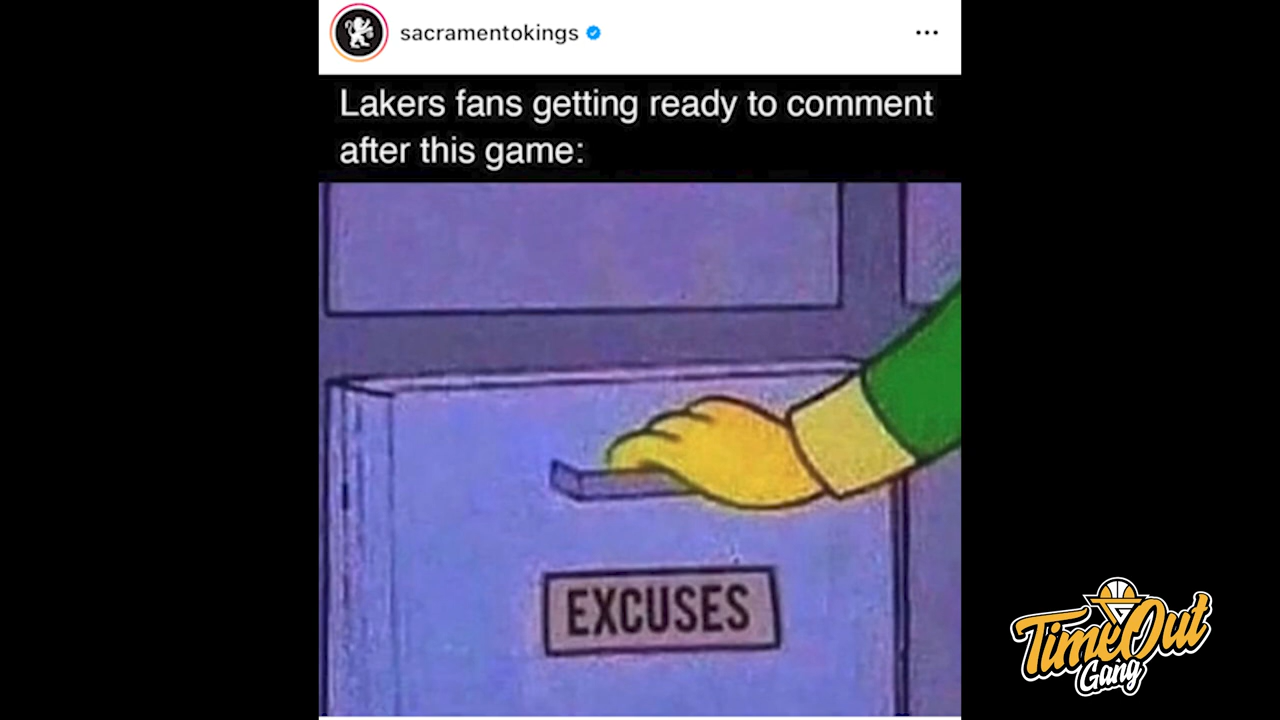 sacramentokings
Lakers fans getting ready to comment
after this game:
EXCUSES
TimeOut
Gang